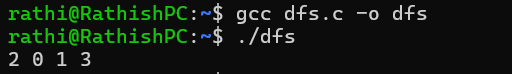 rathi@RathishPC:~$ gcc dfs.c -o dfs
rathi@RathishPC:~$ ./dfs
2 0 1 3